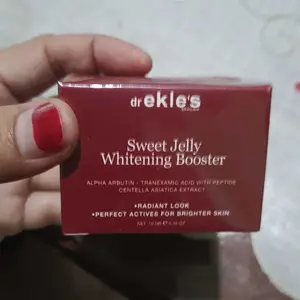 dr ekle's
Sweet Jelly
Whitening Booster
ALPHA ARBUTIN - TRANEXAMIC ACID WITH PEPTIDE
CENTELLA ASIATICA EXTRACT
•RADIANT LOOK
•PERFECT ACTIVES FOR BRIGHTER SKIN